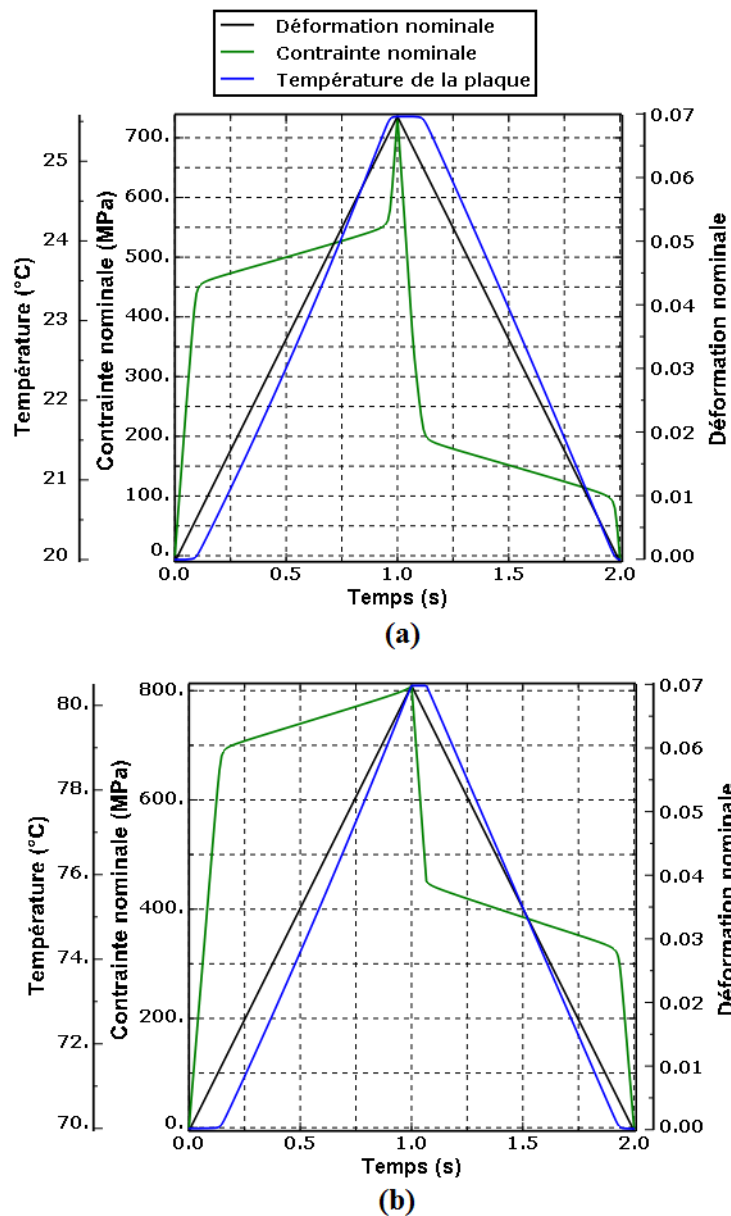 Déformation nominale
Contrainte nominale
Température de la plaque
Température (°C)
25
24
23
22
21
20
Contrainte nominale (MPa)
700.
600.
500.
400.
300.
200.
100.
0.
0.07
0.06
0.05
0.04
0.03
0.02
0.01
0.00
Déformation nominale
0.0 0.5 1.0 1.5 2.0
Temps (s)
(a)
Température (°C)
80.
78.
76.
74.
72.
70.
Contrainte nominale (MPa)
800.
600.
400.
200.
0.
0.07
0.06
0.05
0.04
0.03
0.02
0.01
0.00
Déformation nominale
0.0 0.5 1.0 1.5 2.0
Temps (s)
(b)